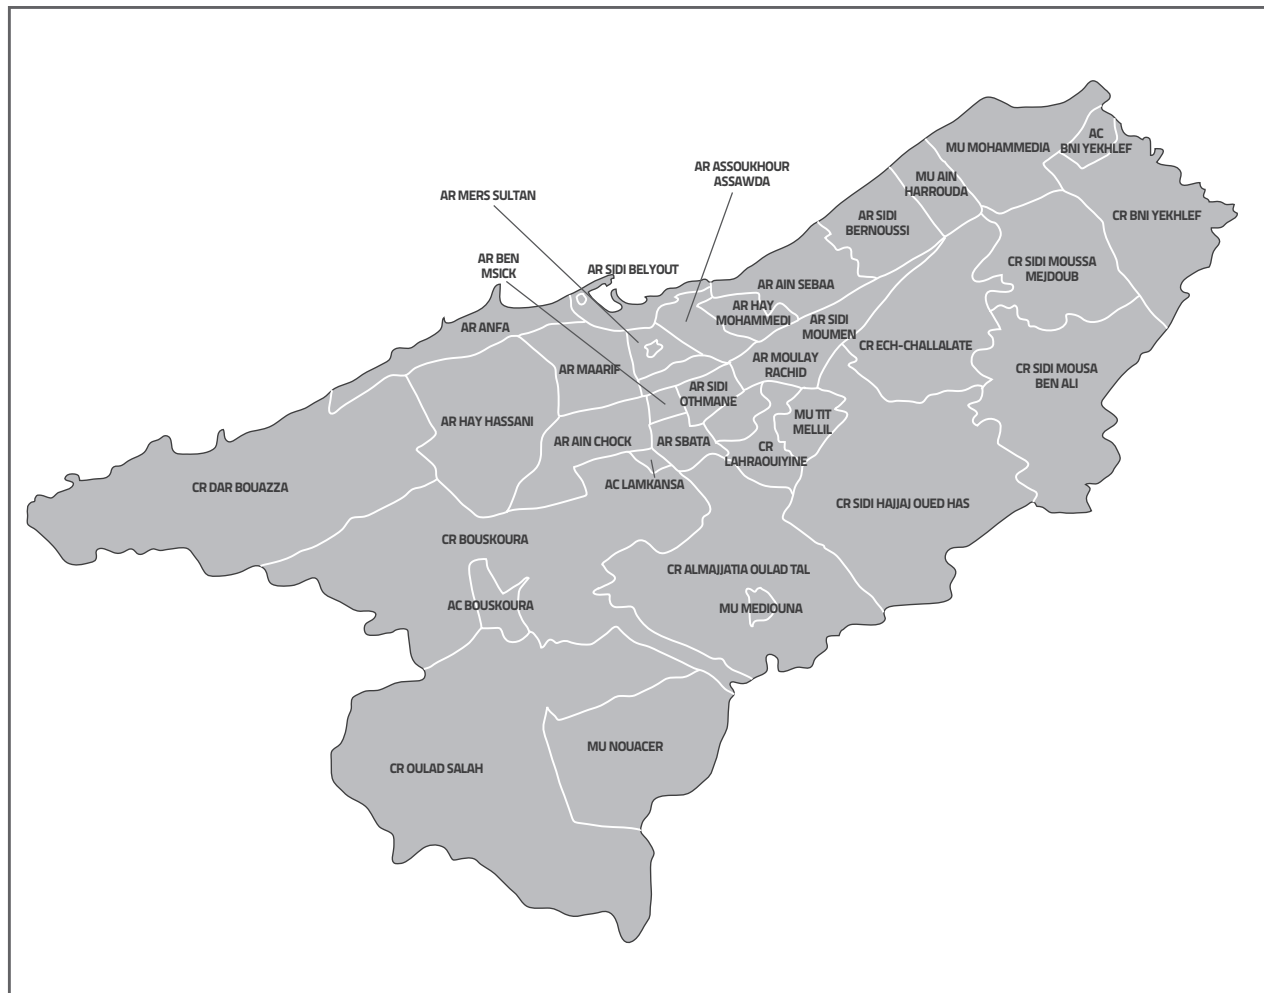 AC
BNI YEKHLEF
MU MOHAMMEDIA
AR ASSOUKHOUR
ASSAWDA
MU AIN
HARROUDA
AR MERS SULTAN
AR SIDI
BERNOUSSI
CR BNI YEKHLEF
AR BEN
MSICK
AR SIDI BELYOUT
CR SIDI MOUSSA
MEJDOUB
AR AIN SEBAA
AR HAY
MOHAMMEDI
AR SIDI
MOUMEN
AR ANFA
CR ECH-CHALLALATE
AR MOULAY
RACHID
AR MAARIF
CR SIDI MOUSA
BEN ALI
AR SIDI
OTHMANE
MU TIT
MELLIL
AR HAY HASSANI
AR AIN CHOCK
AR SBATA
CR
LAHRAOUIYINE
AC LAMKANSA
CR DAR BOUAZZA
CR SIDI HAJJAJ OUED HAS
CR BOUSKOURA
CR ALMAJJATIA OULAD TAL
AC BOUSKOURA
MU MEDIOUNA
MU NOUACER
CR OULAD SALAH